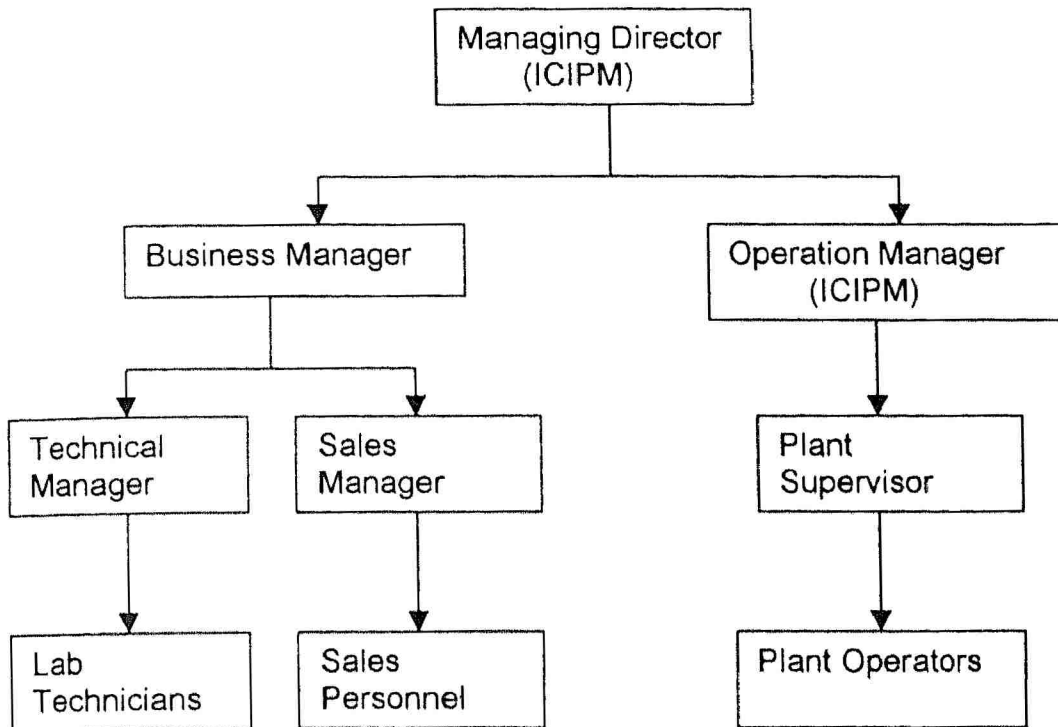 Managing Director
(ICIPM)
Business Manager
Operation Manager
(ICIPM)
Technical
Manager
Sales
Manager
Plant
Supervisor
Lab
Technicians
Sales
Personnel
Plant Operators